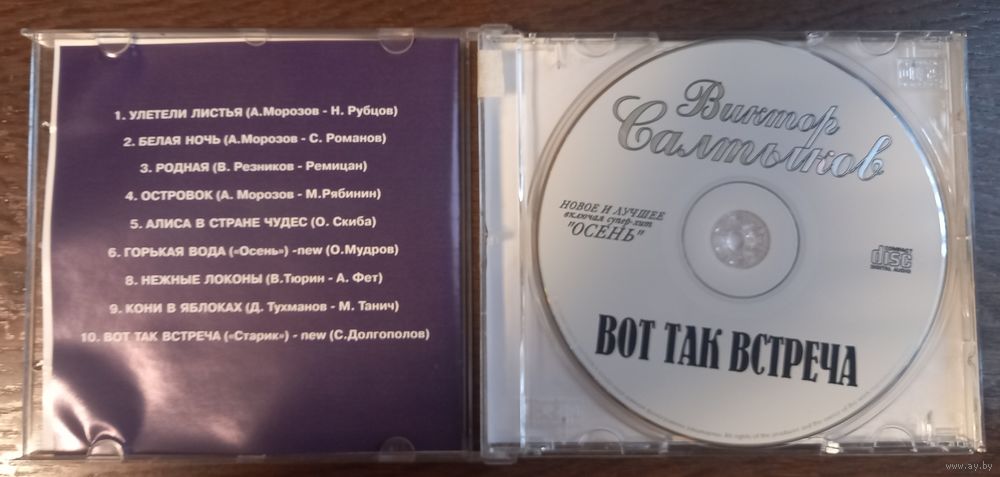 1. УЛЕТЕЛИ ЛИСТЬЯ (А.Морозов - Н. Рубцов)
2. БЕЛАЯ НОЧЬ (А.Морозов - С. Романов)
3. РОДНАЯ (В. Резников - Ремицан)
4. ОСТРОВОК (А. Морозов - М.Рябинин)
5. АЛИСА В СТРАНЕ ЧУДЕС (О. Скиба)
6. ГОРЬКАЯ ВОДА («Осень») -new (О.Мудров)
8. НЕЖНЫЕ ЛОКОНЫ (В.Тюрин - А. Фет)
9. КОНИ В ЯБЛОКАХ (Д. Тухманов - М. Танич)
10. ВОТ ТАК ВСТРЕЧА («Старик») - new (С.Долгополов)
Виктор
Салтыков
НОВОЕ И ЛУЧШЕЕ
включая супер-хит
"ОСЕНЬ"
COMPACT
disc
DIGITAL AUDIO
ВОТ ТАК ВСТРЕЧА
www.ay.by